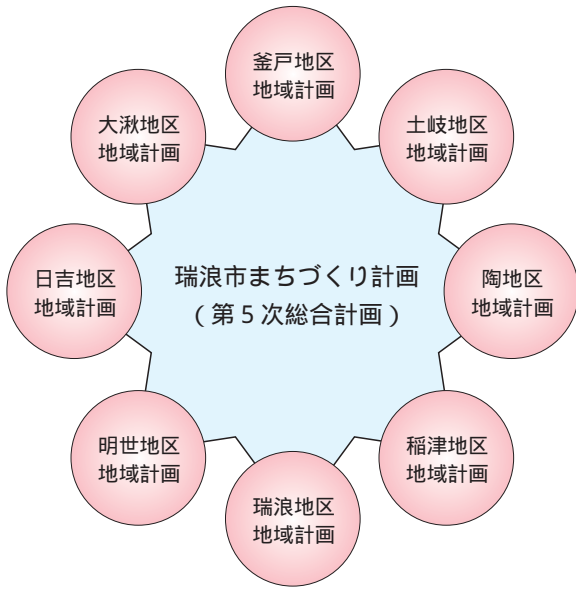 釜戸地区
地域計画
大湫地区
地域計画
土岐地区
地域計画
日吉地区
地域計画
瑞浪市まちづくり計画
（第５次総合計画）
陶地区
地域計画
明世地区
地域計画
稲津地区
地域計画
瑞浪地区
地域計画